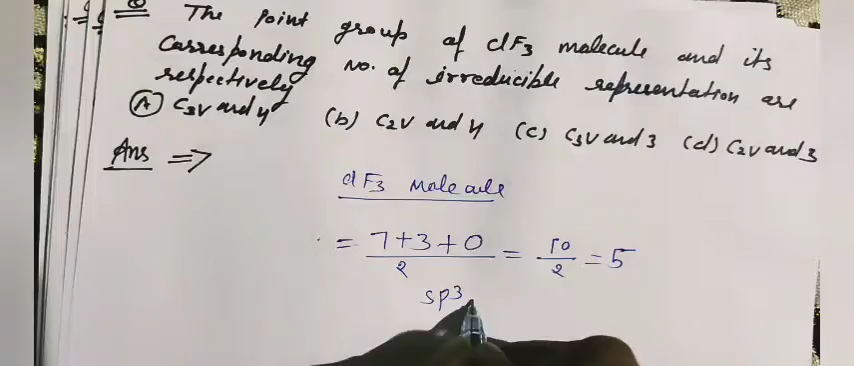 The Point group of clF3 molecule and its
Carresponding No. of irreducible representation are
respectively
(A) C3v and 4 (b) C2v and 4 (c) C3v and 3 (d) C2v and 3
Ans =>
clF3 Molecule
= 7+3+0 / 2 = 10 / 2 = 5
sp3